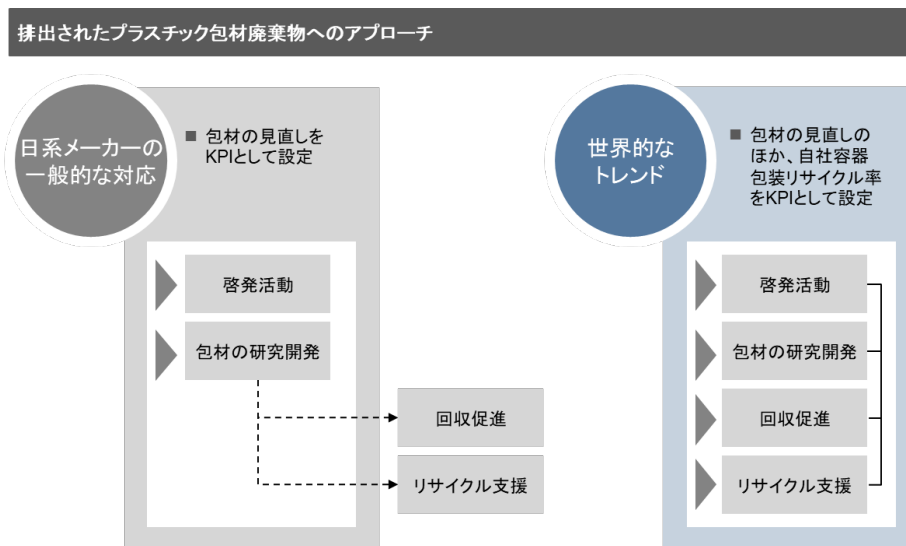 排出されたプラスチック包材廃棄物へのアプローチ
日系メーカーの
一般的な対応
■ 包材の見直しを
KPIとして設定
啓発活動
包材の研究開発
回収促進
リサイクル支援
世界的な
トレンド
■ 包材の見直しの
ほか、自社容器
包装リサイクル率
をKPIとして設定
啓発活動
包材の研究開発
回収促進
リサイクル支援